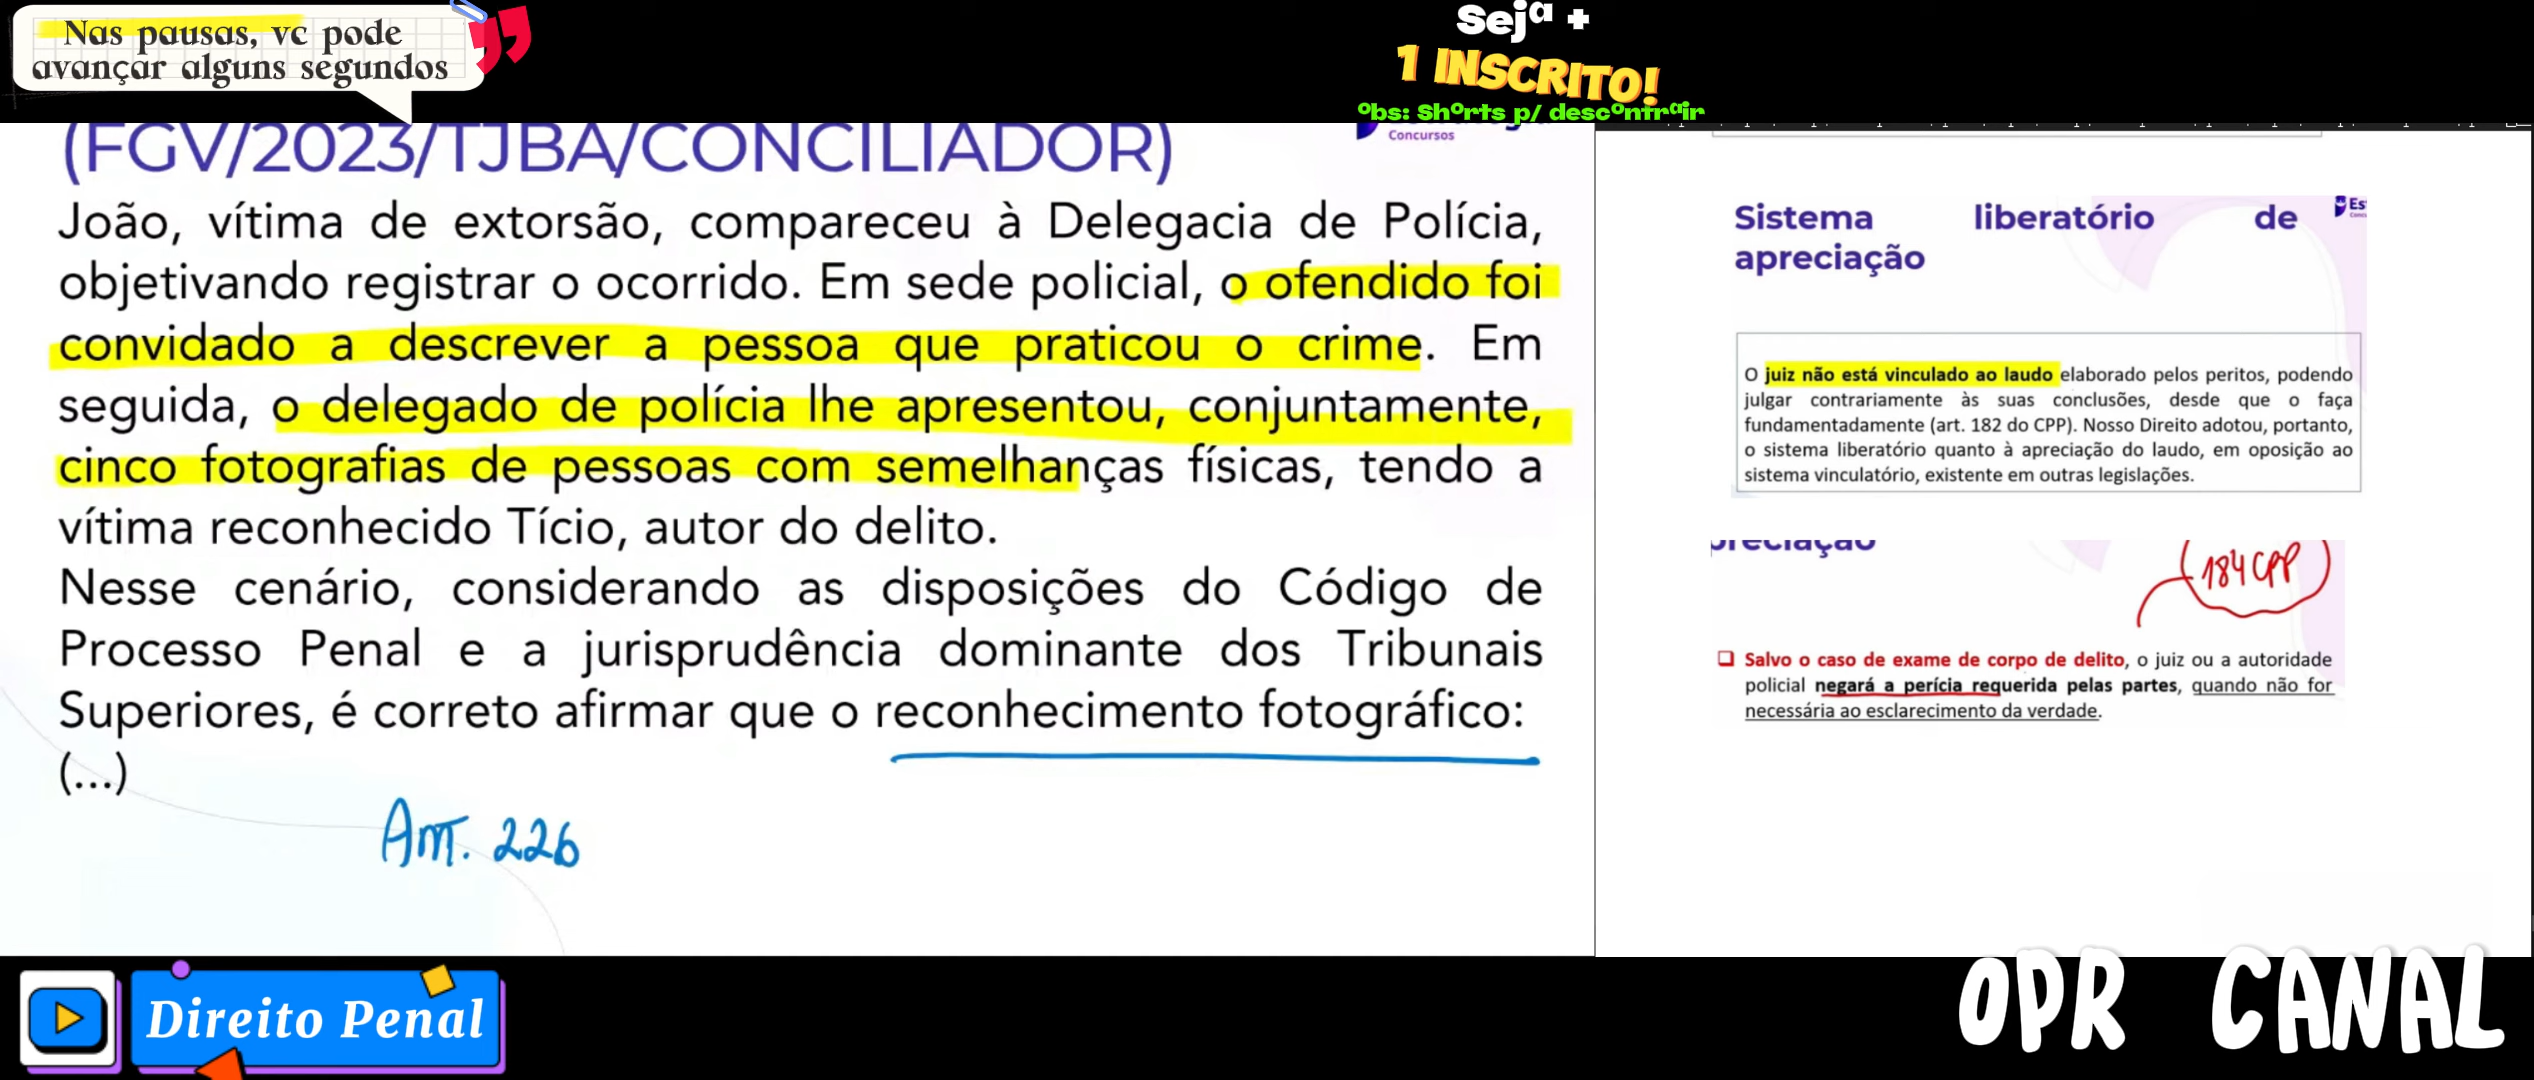 Nas pausas, vc pode
avançar alguns segundos
Sejª +
1 INSCRITO!
ºbs: Shºrts p/ descºntrªir
(FGV/2023/TJBA/CONCILIADOR)
Concursos
João, vítima de extorsão, compareceu à Delegacia de Polícia,
objetivando registrar o ocorrido. Em sede policial, o ofendido foi
convidado a descrever a pessoa que praticou o crime. Em
seguida, o delegado de polícia lhe apresentou, conjuntamente,
cinco fotografias de pessoas com semelhanças físicas, tendo a
vítima reconhecido Tício, autor do delito.
Nesse cenário, considerando as disposições do Código de
Processo Penal e a jurisprudência dominante dos Tribunais
Superiores, é correto afirmar que o reconhecimento fotográfico:
(...)
Art. 226
Sistema liberatório de
apreciação
Es
O juiz não está vinculado ao laudo elaborado pelos peritos, podendo
julgar contrariamente às suas conclusões, desde que o faça
fundamentadamente (art. 182 do CPP). Nosso Direito adotou, portanto,
o sistema liberatório quanto à apreciação do laudo, em oposição ao
sistema vinculatório, existente em outras legislações.
preciação
184 CPP
Salvo o caso de exame de corpo de delito, o juiz ou a autoridade
policial negará a perícia requerida pelas partes, quando não for
necessária ao esclarecimento da verdade.
Direito Penal
OPR CANAL